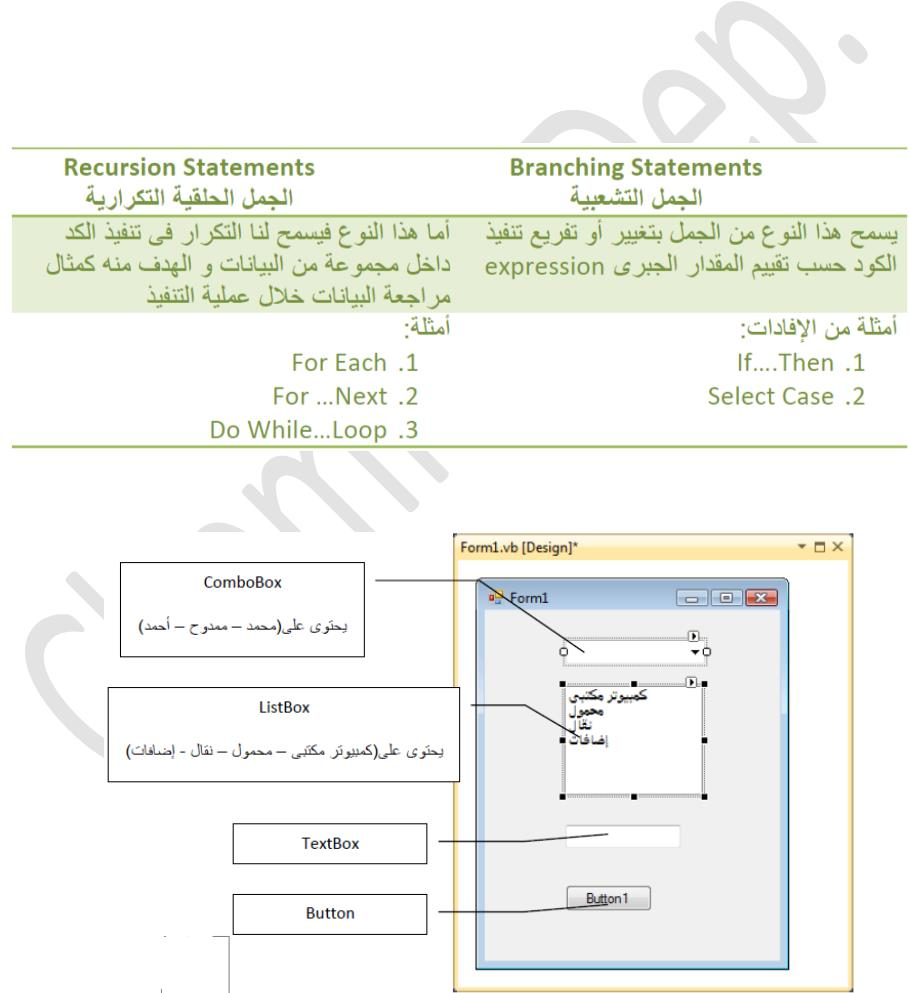 Branching Statements
الجمل التشعبية
يسمح هذا النوع من الجمل بتغيير أو تفريع تنفيذ
الكود حسب تقييم المقدار الجبرى expression
أمثلة من الإفادات:
1. If....Then
2. Select Case
Recursion Statements
الجمل الحلقية التكرارية
أما هذا النوع فيسمح لنا التكرار فى تنفيذ الكد
داخل مجموعة من البيانات و الهدف منه كمثال
مراجعة البيانات خلال عملية التنفيذ
أمثلة:
1. For Each
2. For ...Next
3. Do While...Loop
Form1.vb [Design]*
ComboBox
يحتوى على(محمد – ممدوح – أحمد)
Form1
ListBox
يحتوى على(كمبيوتر مكتبى – محمول – نقال - إضافات)
كمبيوتر مكتبى
محمول
نقال
إضافات
TextBox
Button
Button1